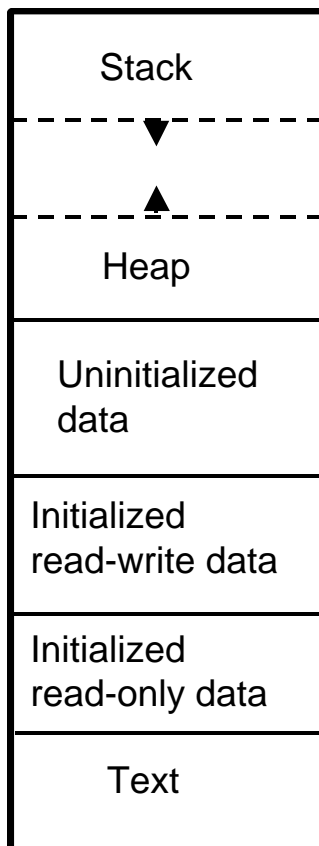 Stack
Heap
Uninitialized
data
Initialized
read-write data
Initialized
read-only data
Text